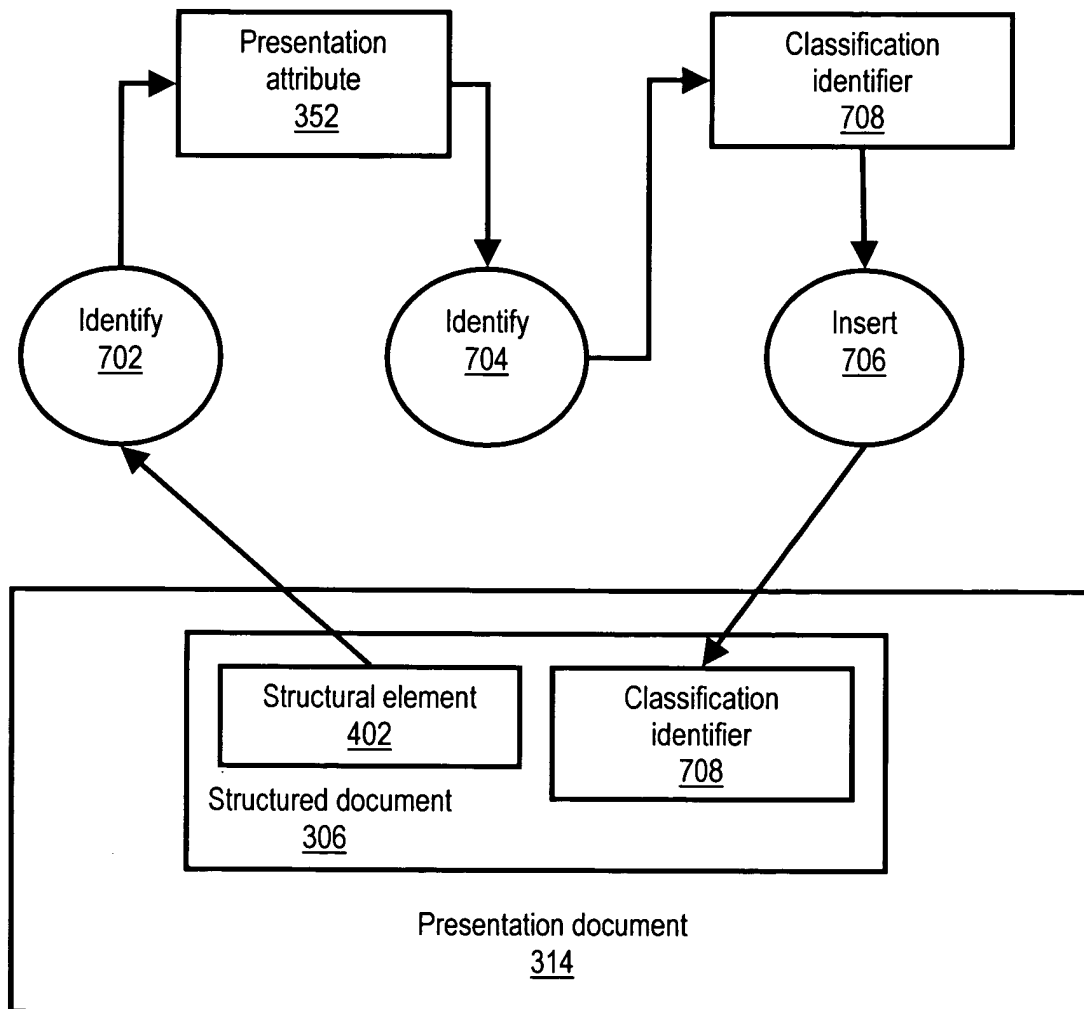 Presentation
attribute
352
Classification
identifier
708
Identify
702
Identify
704
Insert
706
Structural element
402
Classification
identifier
708
Structured document
306
Presentation document
314